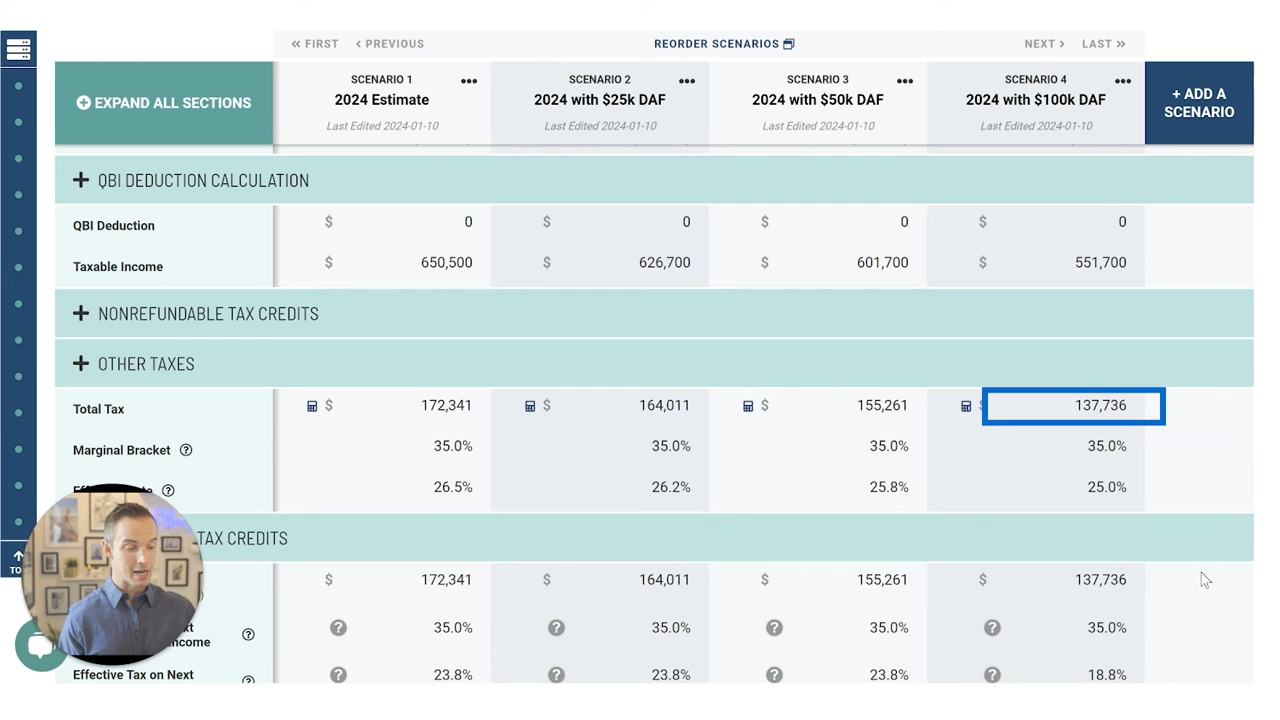 FIRST PREVIOUS REORDER SCENARIOS NEXT LAST
EXPAND ALL SECTIONS
SCENARIO 1 ••• SCENARIO 2 ••• SCENARIO 3 ••• SCENARIO 4 •••
2024 Estimate 2024 with $25k DAF 2024 with $50k DAF 2024 with $100k DAF
Last Edited 2024-01-10 Last Edited 2024-01-10 Last Edited 2024-01-10 Last Edited 2024-01-10
+ ADD A
SCENARIO
+ QBI DEDUCTION CALCULATION
QBI Deduction $ 0 $ 0 $ 0 $ 0
Taxable Income $ 650,500 $ 626,700 $ 601,700 $ 551,700
+ NONREFUNDABLE TAX CREDITS
+ OTHER TAXES
Total Tax $ 172,341 $ 164,011 $ 155,261 137,736
Marginal Bracket ? 35.0% 35.0% 35.0% 35.0%
? 26.5% 26.2% 25.8% 25.0%
TAX CREDITS
$ 172,341 $ 164,011 $ 155,261 $ 137,736
? 35.0% ? 35.0% ? 35.0% ? 35.0%
Effective Tax on Next ? 23.8% ? 23.8% ? 23.8% ? 18.8%